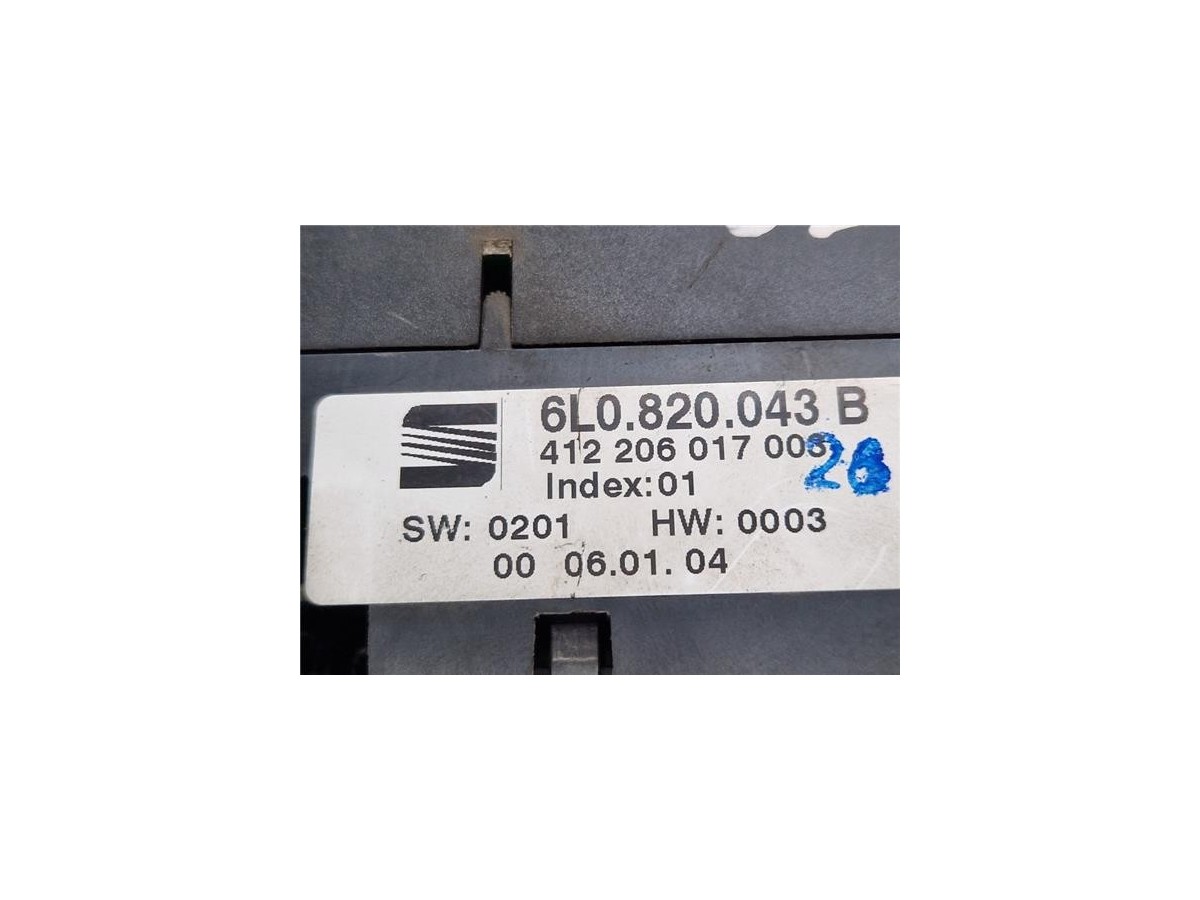 6L0.820.043 B
412 206 017 003
26
Index:01
SW: 0201 HW: 0003
00 06.01. 04